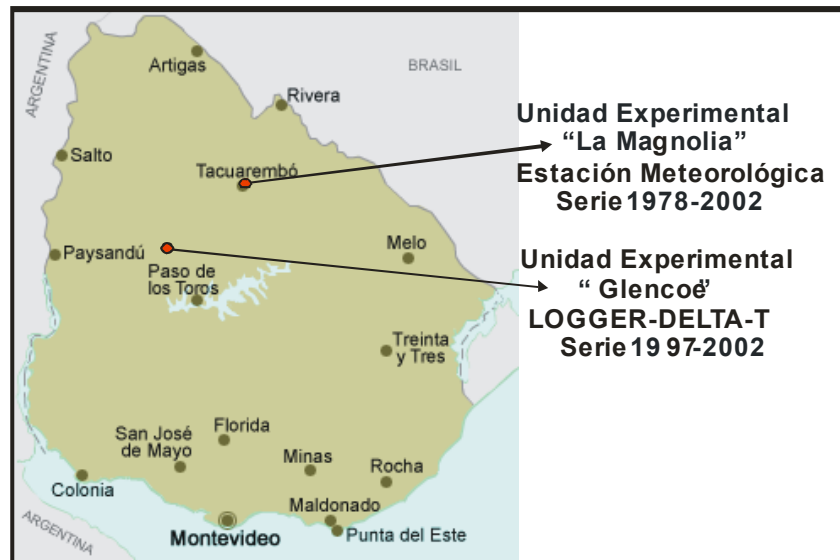 ARGENTINA
Artigas
BRASIL
Rivera
Salto
Tacuarembó
Paysandú
Paso de
los Toros
Melo
Treinta
y Tres
Florida
San José
de Mayo
Minas
Rocha
Colonia
Maldonado
Montevideo
Punta del Este
ARGENTINA
Unidad Experimental
“La Magnolia”
Estación Meteorológica
Serie 1978-2002
Unidad Experimental
“ Glencoe”
LOGGER-DELTA-T
Serie 19 97-2002